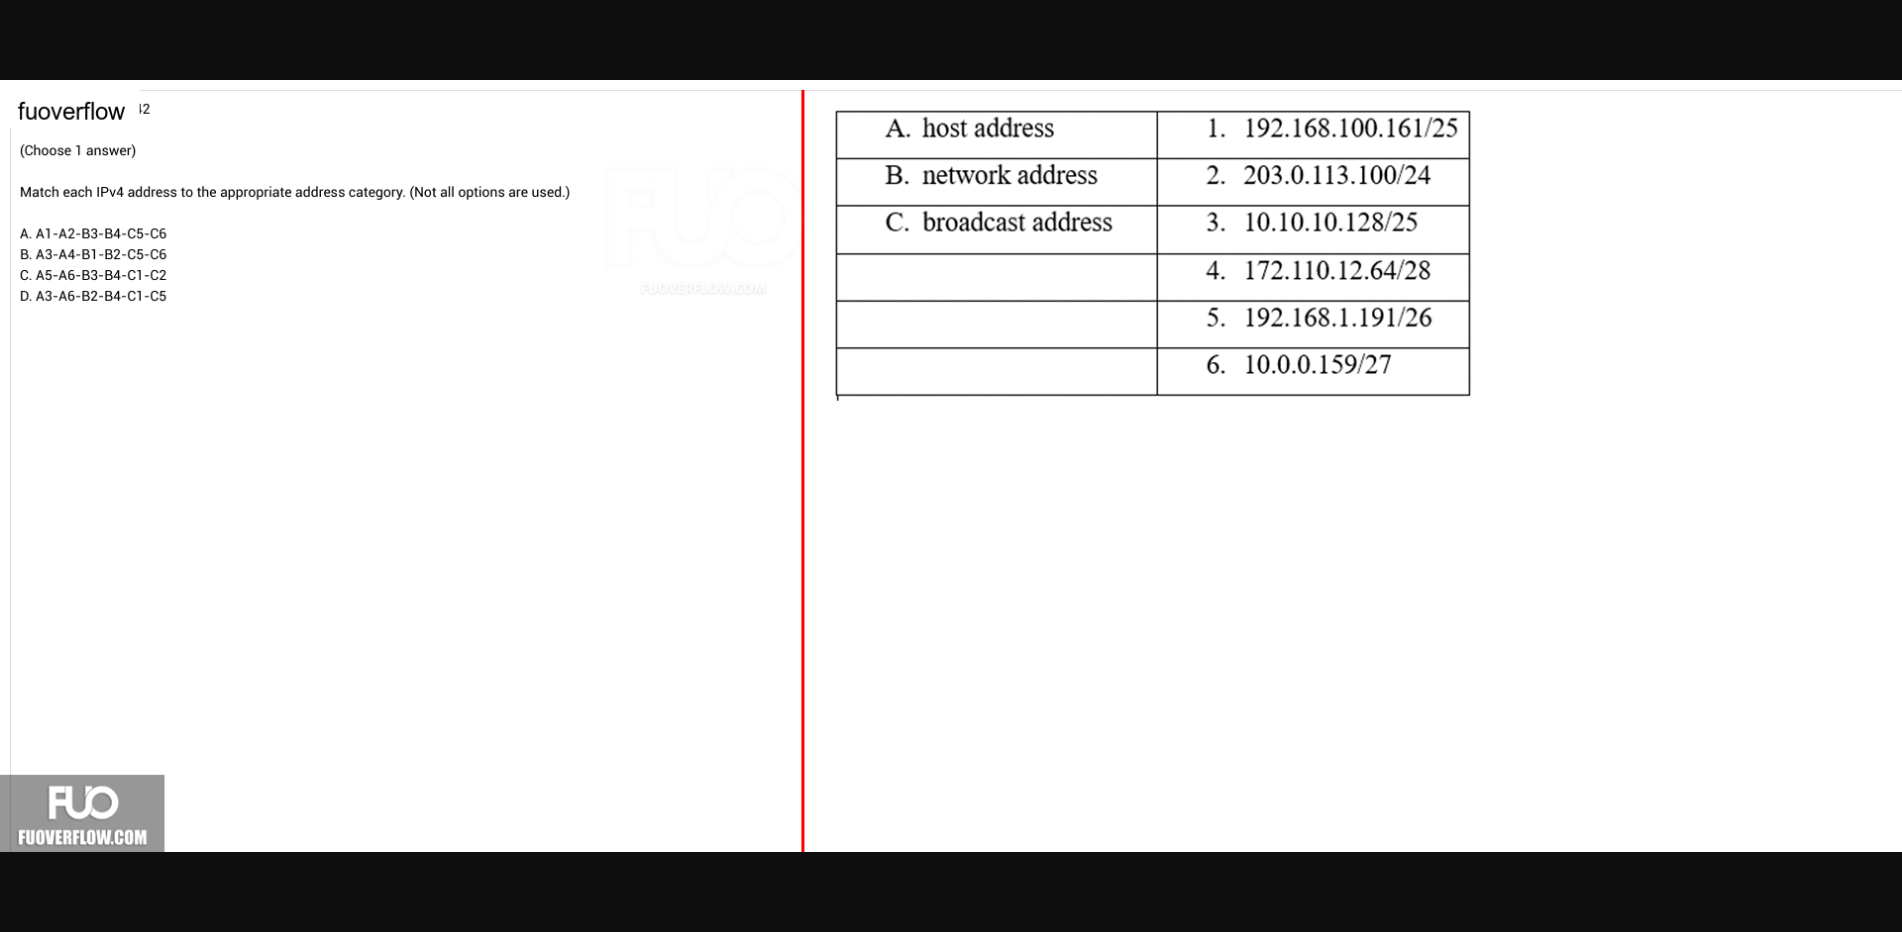 fuoverflow
(Choose 1 answer)
Match each IPv4 address to the appropriate address category. (Not all options are used.)
A. A1-A2-B3-B4-C5-C6
B. A3-A4-B1-B2-C5-C6
C. A5-A6-B3-B4-C1-C2
D. A3-A6-B2-B4-C1-C5
FUO
FUOVERFLOW.COM
A. host address 1. 192.168.100.161/25
B. network address 2. 203.0.113.100/24
C. broadcast address 3. 10.10.10.128/25
4. 172.110.12.64/28
5. 192.168.1.191/26
6. 10.0.0.159/27
FUO
FUOVERFLOW.COM